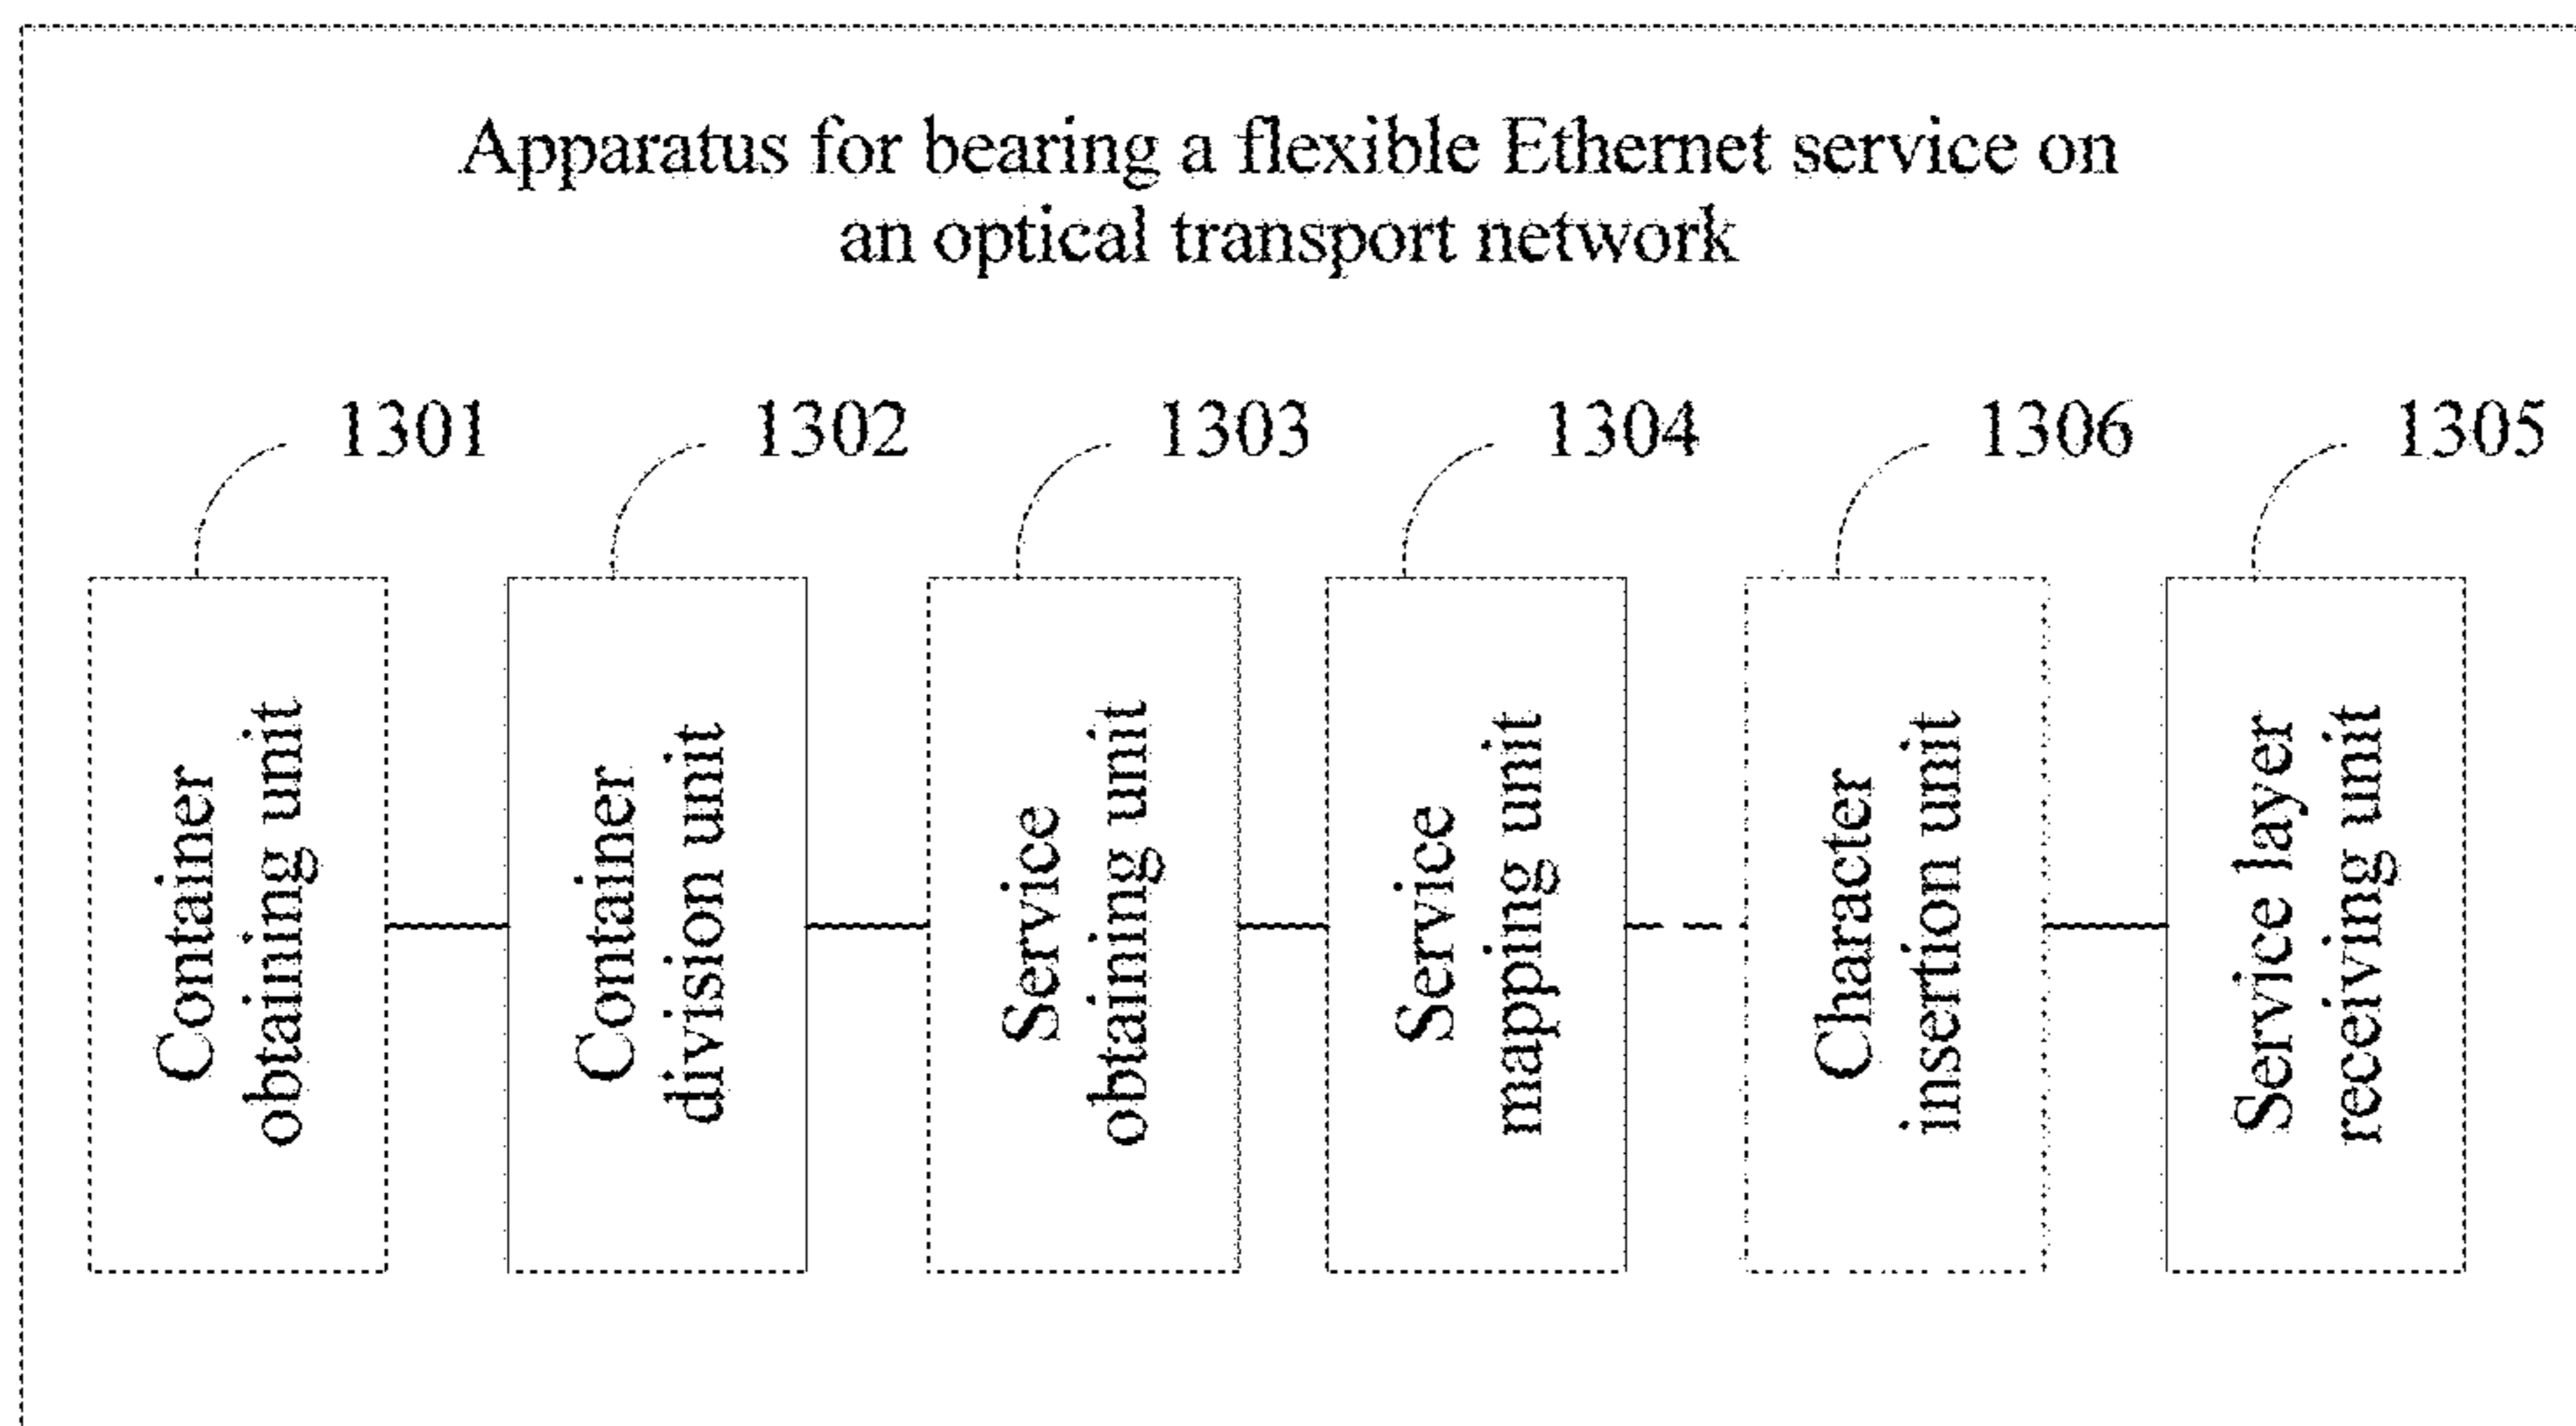 Apparatus for bearing a flexible Ethernet service on
an optical transport network
1301
1302
1303
1304
1306
1305
Container
obtaining unit
Container
division unit
Service
obtaining unit
Service
mapping unit
Character
insertion unit
Service layer
receiving unit